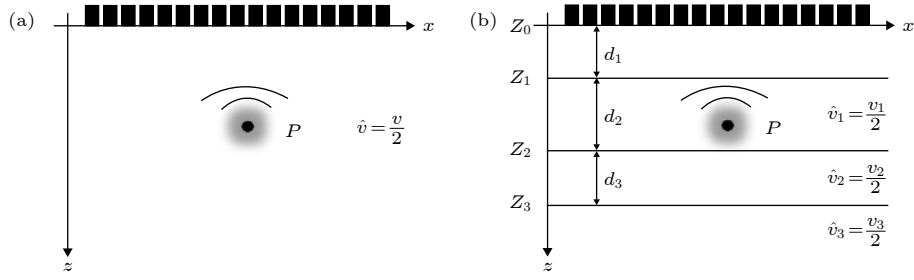 (a)
x
P
v̂ = v/2
z
(b)
Z₀
x
d₁
Z₁
d₂
P
v̂₁ = v₁/2
Z₂
d₃
v̂₂ = v₂/2
Z₃
v̂₃ = v₃/2
z